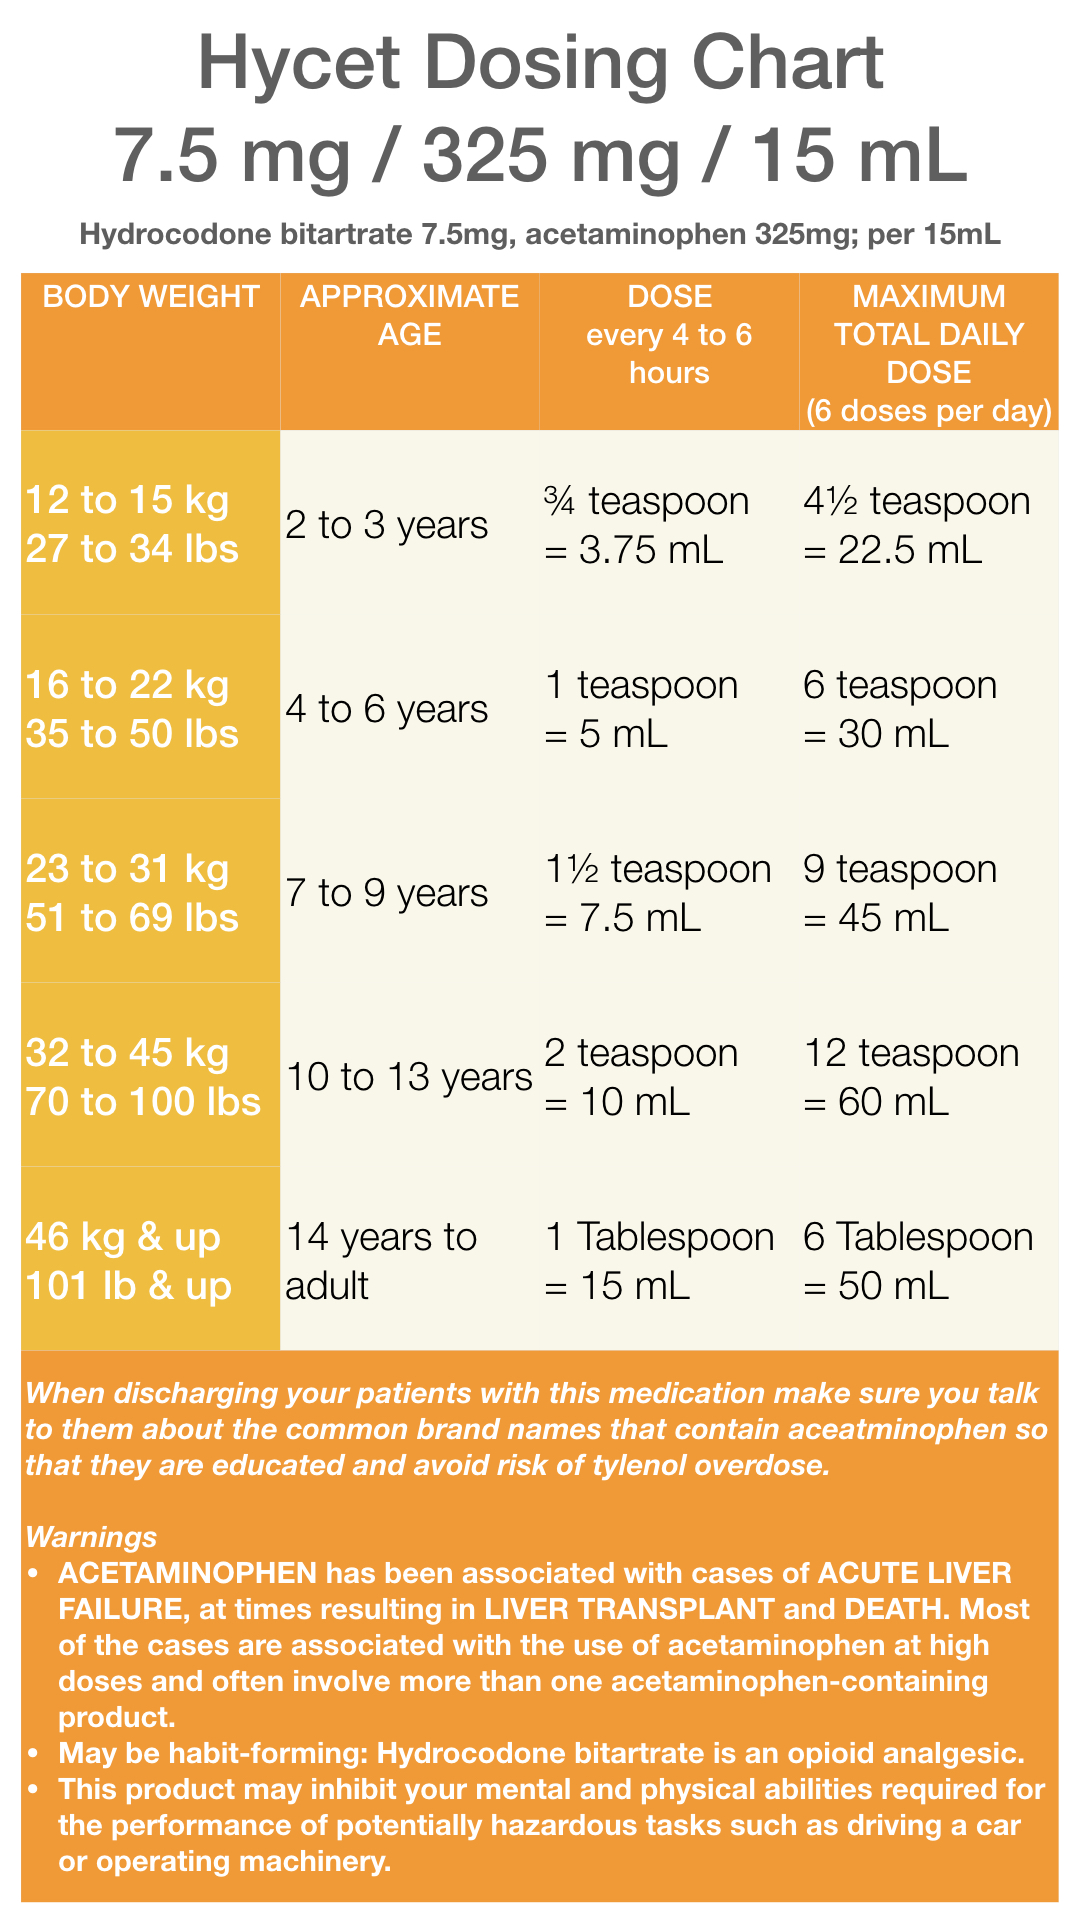 Hycet Dosing Chart
7.5 mg / 325 mg / 15 mL
Hydrocodone bitartrate 7.5mg, acetaminophen 325mg; per 15mL
BODY WEIGHT
APPROXIMATE
AGE
DOSE
every 4 to 6
hours
MAXIMUM
TOTAL DAILY
DOSE
(6 doses per day)
12 to 15 kg
27 to 34 lbs
2 to 3 years
¾ teaspoon
= 3.75 mL
4½ teaspoon
= 22.5 mL
16 to 22 kg
35 to 50 lbs
4 to 6 years
1 teaspoon
= 5 mL
6 teaspoon
= 30 mL
23 to 31 kg
51 to 69 lbs
7 to 9 years
1½ teaspoon
= 7.5 mL
9 teaspoon
= 45 mL
32 to 45 kg
70 to 100 lbs
10 to 13 years
2 teaspoon
= 10 mL
12 teaspoon
= 60 mL
46 kg & up
101 lb & up
14 years to
adult
1 Tablespoon
= 15 mL
6 Tablespoon
= 50 mL
When discharging your patients with this medication make sure you talk
to them about the common brand names that contain aceatminophen so
that they are educated and avoid risk of tylenol overdose.
Warnings
• ACETAMINOPHEN has been associated with cases of ACUTE LIVER
FAILURE, at times resulting in LIVER TRANSPLANT and DEATH. Most
of the cases are associated with the use of acetaminophen at high
doses and often involve more than one acetaminophen-containing
product.
• May be habit-forming: Hydrocodone bitartrate is an opioid analgesic.
• This product may inhibit your mental and physical abilities required for
the performance of potentially hazardous tasks such as driving a car
or operating machinery.